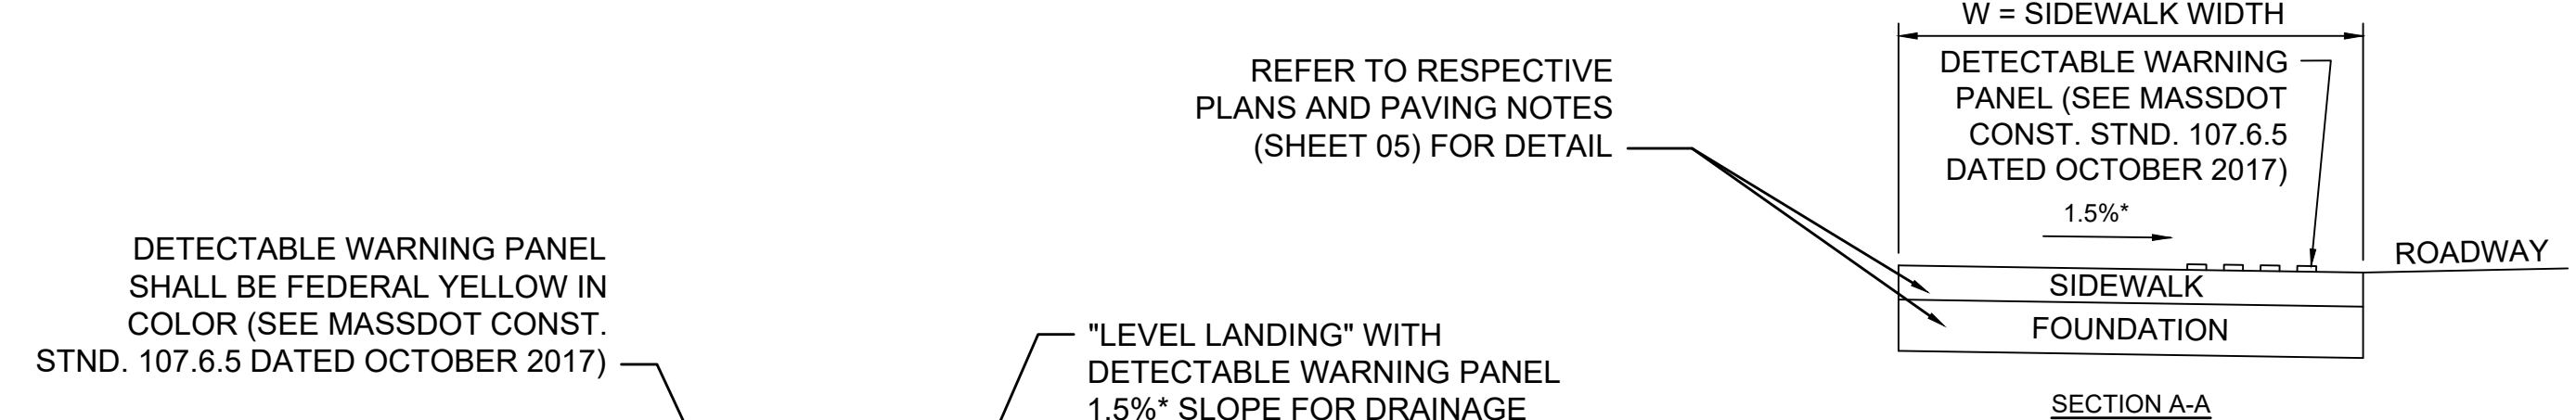 W = SIDEWALK WIDTH
REFER TO RESPECTIVE
PLANS AND PAVING NOTES
(SHEET 05) FOR DETAIL
DETECTABLE WARNING
PANEL (SEE MASSDOT
CONST. STND. 107.6.5
DATED OCTOBER 2017)
1.5%*
ROADWAY
SIDEWALK
FOUNDATION
SECTION A-A
DETECTABLE WARNING PANEL
SHALL BE FEDERAL YELLOW IN
COLOR (SEE MASSDOT CONST.
STND. 107.6.5 DATED OCTOBER 2017)
"LEVEL LANDING" WITH
DETECTABLE WARNING PANEL
1.5%* SLOPE FOR DRAINAGE